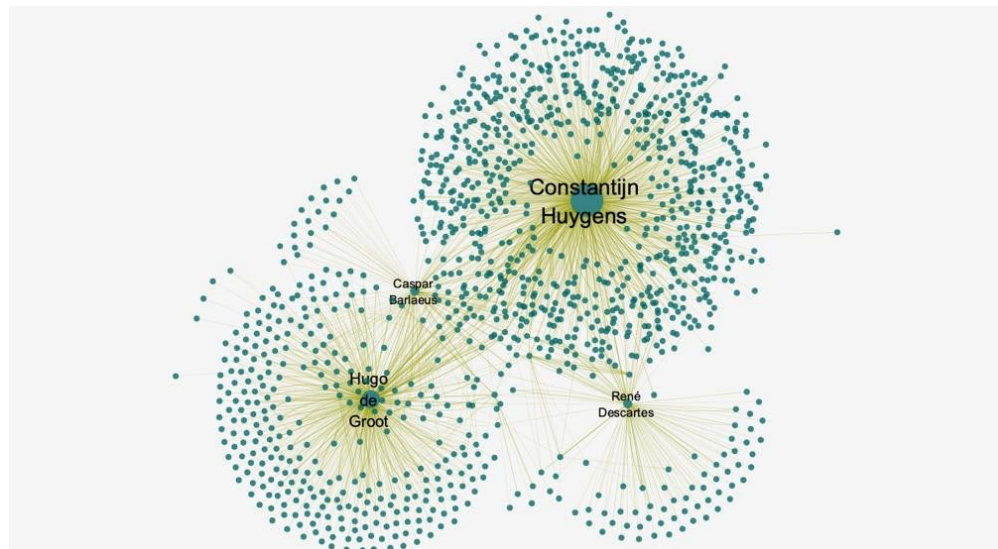 Constantijn
Huygens
Caspar
Barlaeus
Hugo
de
Groot
René
Descartes